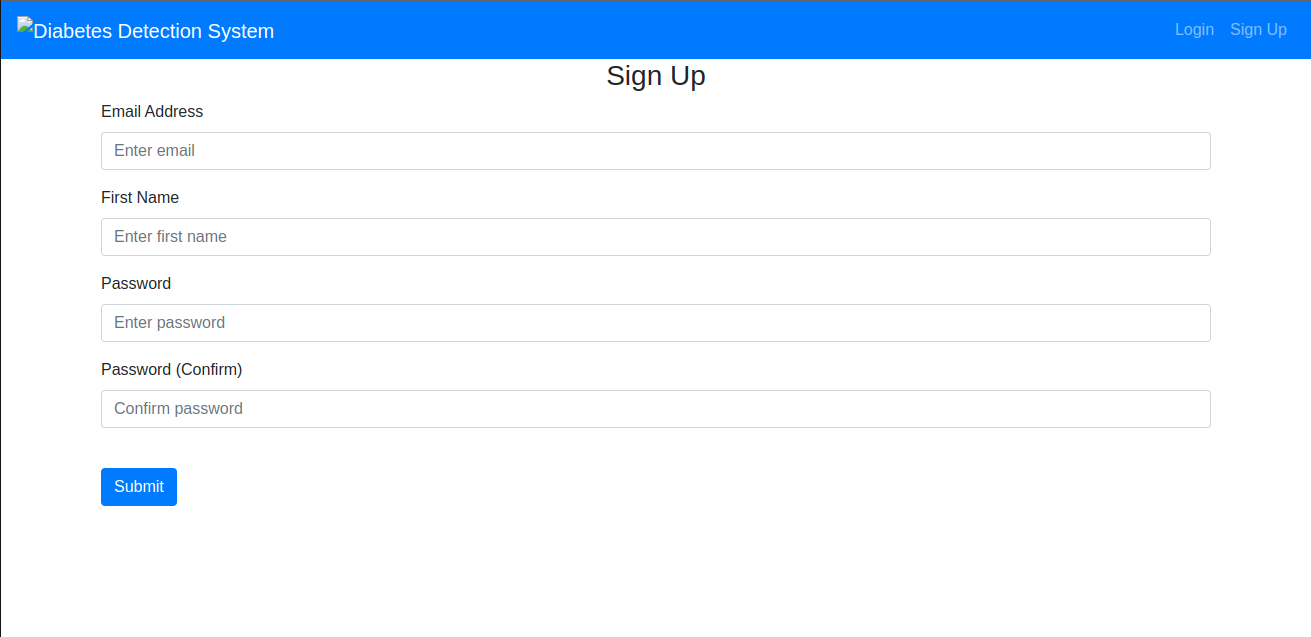 Diabetes Detection System
Login Sign Up
Sign Up
Email Address
Enter email
First Name
Enter first name
Password
Enter password
Password (Confirm)
Confirm password
Submit